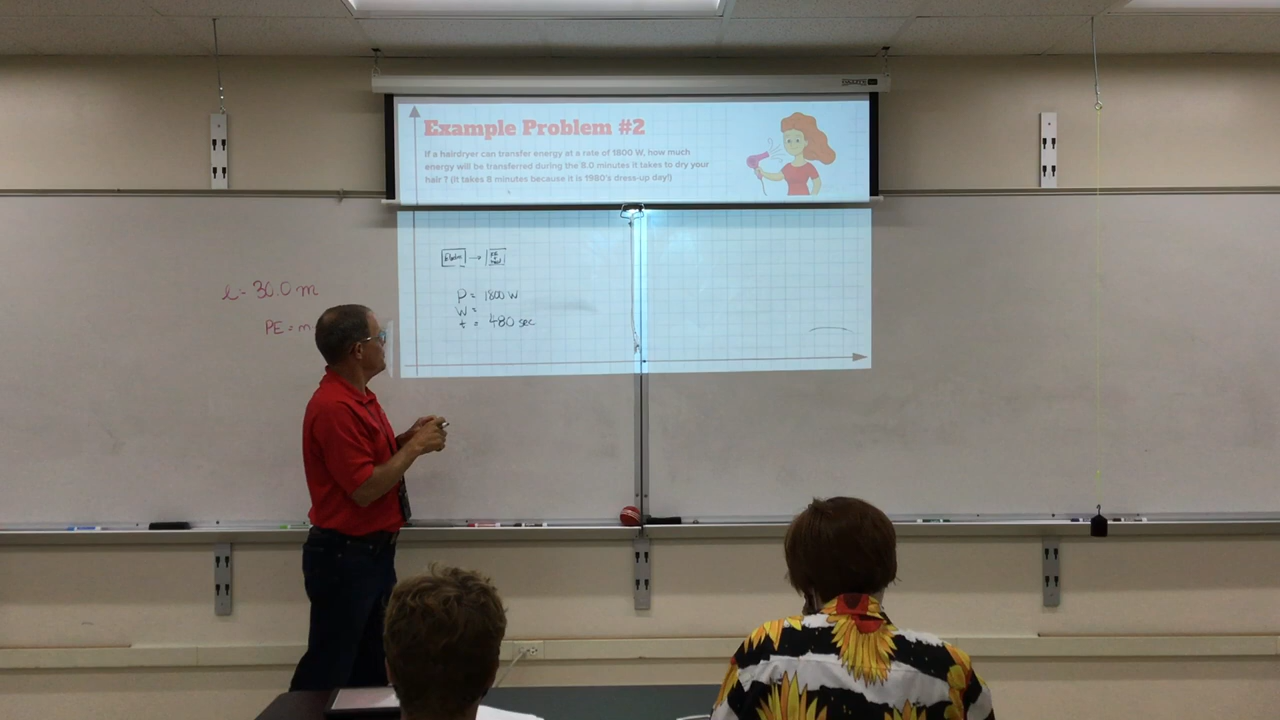 Example Problem #2
If a hairdryer can transfer energy at a rate of 1800 W, how much
energy will be transferred during the 8.0 minutes it takes to dry your
hair ? (It takes 8 minutes because it is 1980's dress-up day!)
P = 1800 W
W =
t = 480 sec
l = 30.0 m
PE = m